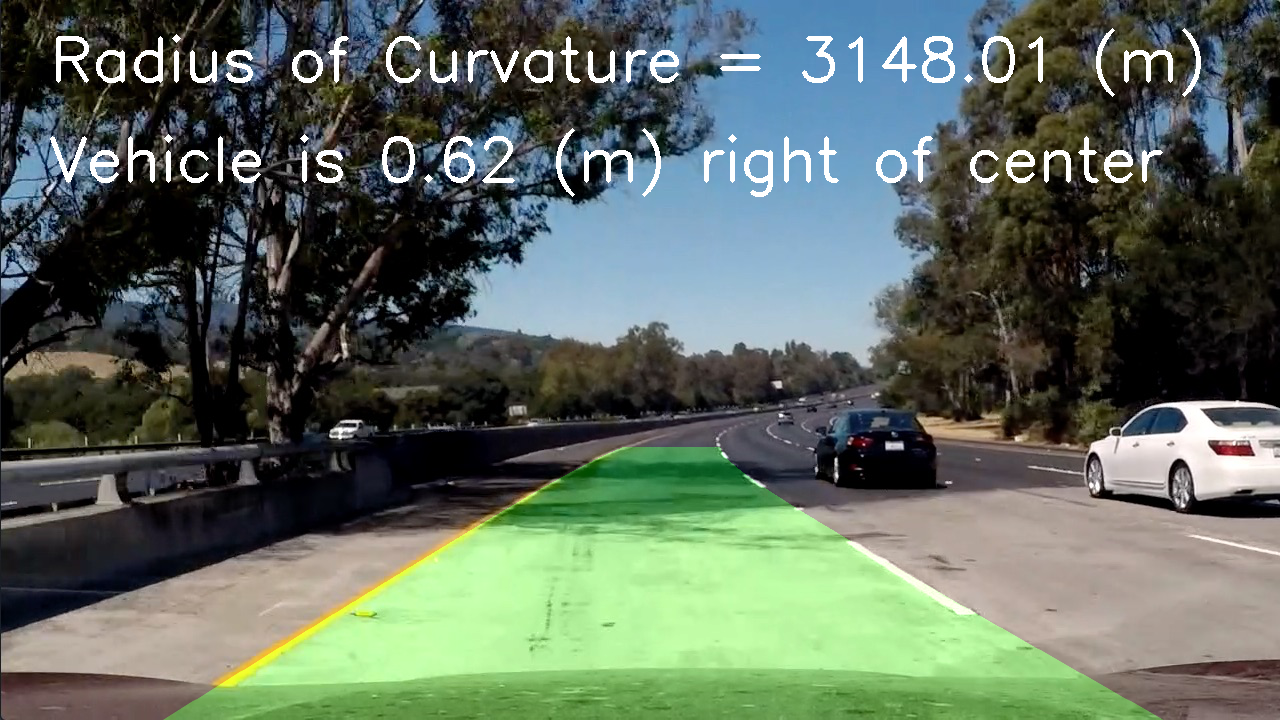 Radius of Curvature = 3148.01 (m)
Vehicle is 0.62 (m) right of center